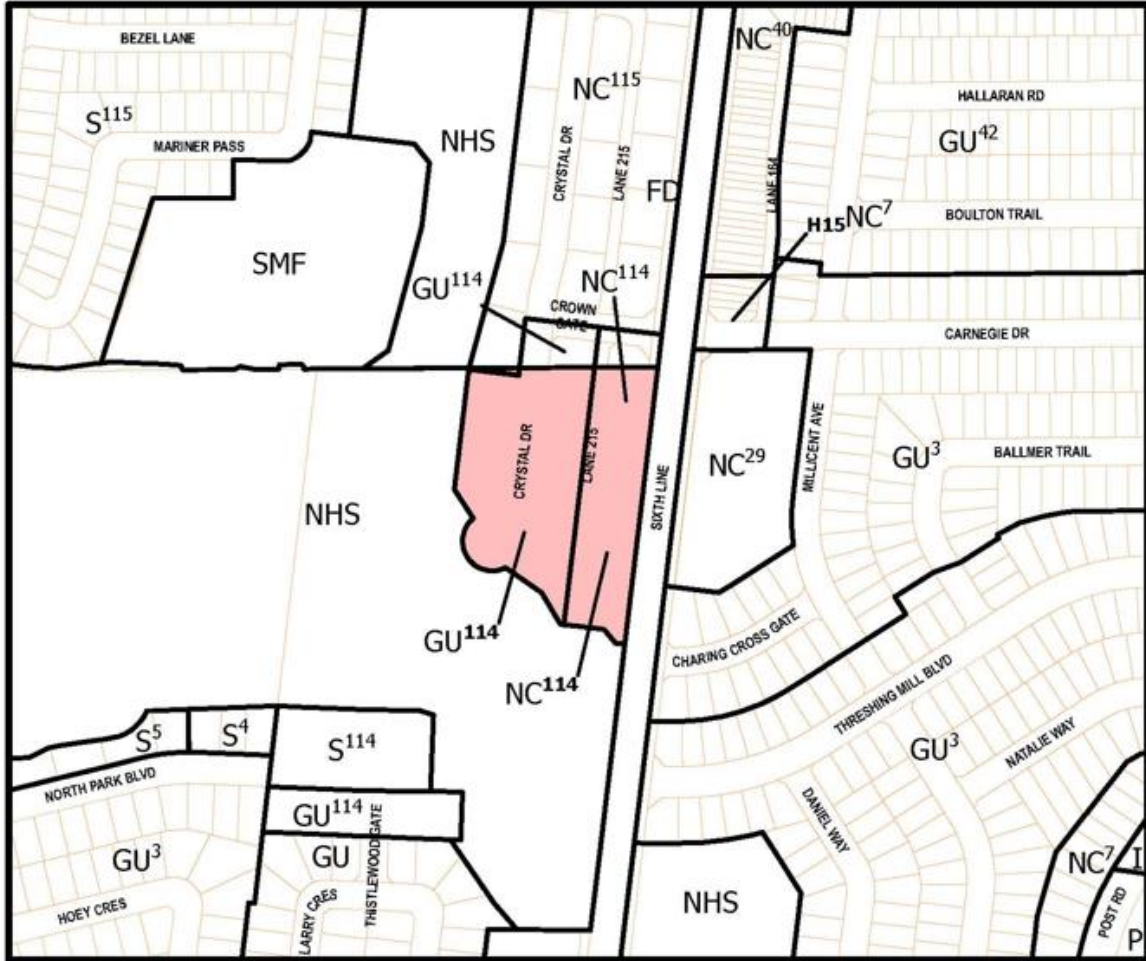 BEZEL LANE
S¹¹⁵
MARINER PASS
NHS
SMF
NC¹¹⁵
CRYSTAL DR
LANE 215
FD
NC⁴⁰
LANE 164
HALLARAN RD
GU⁴²
BOULTON TRAIL
H15NC⁷
GU¹¹⁴
NC¹¹⁴
CROWN
GATE
CARNEGIE DR
CRYSTAL DR
LANE 215
SIXTH LINE
NC²⁹
MILLICENT AVE
GU³
BALLMER TRAIL
NHS
GU¹¹⁴
NC¹¹⁴
CHARING CROSS GATE
THRESHING MILL BLVD
GU³
NATALIE WAY
DANIEL WAY
S⁵
S⁴
S¹¹⁴
NORTH PARK BLVD
GU¹¹⁴
GU³
GU
THISTLEWOOD GATE
HOEY CRES
LARRY CRES
NHS
NC⁷
I
POST RD
P